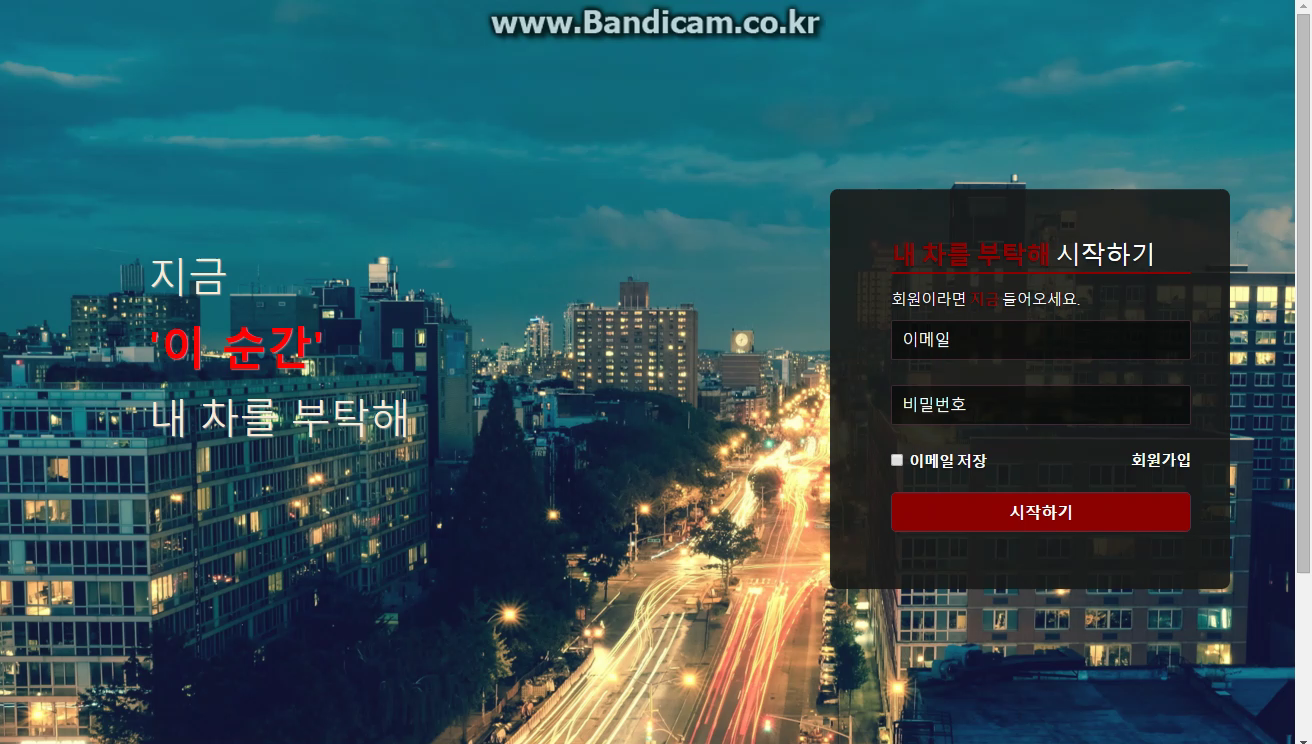 www.Bandicam.co.kr
지금
'이 순간'
내 차를 부탁해
내 차를 부탁해 시작하기
회원이라면 지금 들어오세요.
이메일
비밀번호
이메일 저장 회원가입
시작하기